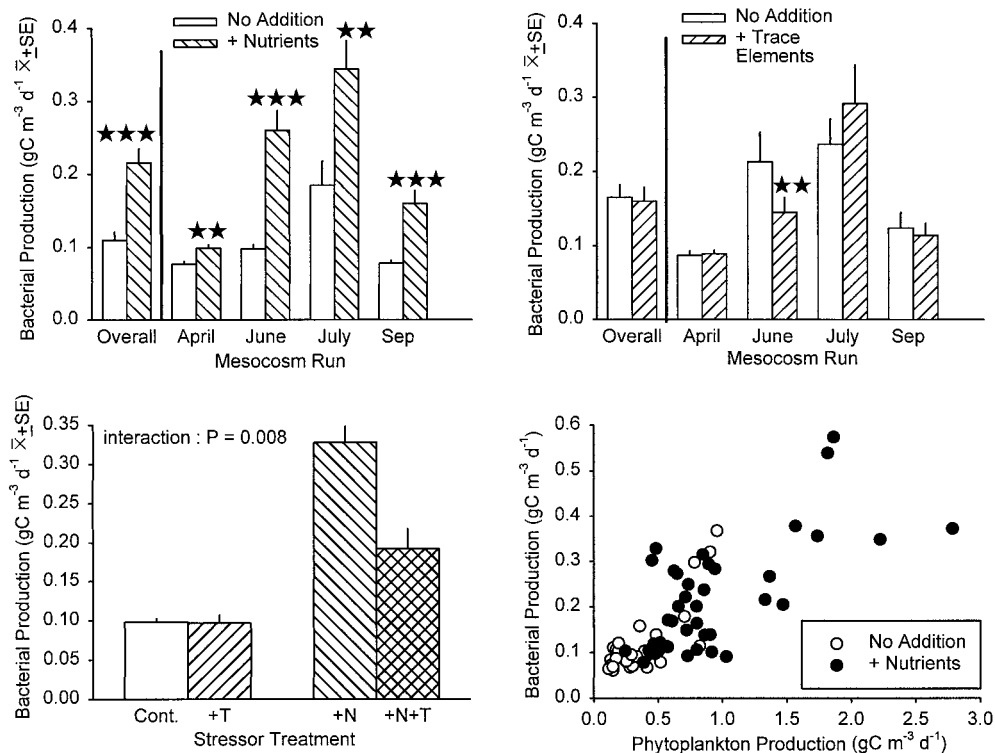 Bacterial Production (gC m⁻³ d⁻¹ X̅±SE)
0.4
0.3
0.2
0.1
0.0
No Addition
+ Nutrients
★★★
★★
★★★
★★
★★★
Overall April June July Sep
Mesocosm Run
Bacterial Production (gC m⁻³ d⁻¹ X̅±SE)
0.4
0.3
0.2
0.1
0.0
No Addition
+ Trace
Elements
★★
Overall April June July Sep
Mesocosm Run
Bacterial Production (gC m⁻³ d⁻¹ X̅±SE)
0.35
0.30
0.25
0.20
0.15
0.10
0.05
0.00
interaction : P = 0.008
Cont. +T +N +N+T
Stressor Treatment
Bacterial Production (gC m⁻³ d⁻¹)
0.6
0.5
0.4
0.3
0.2
0.1
0.0
No Addition
+ Nutrients
0.0 0.5 1.0 1.5 2.0 2.5 3.0
Phytoplankton Production (gC m⁻³ d⁻¹)